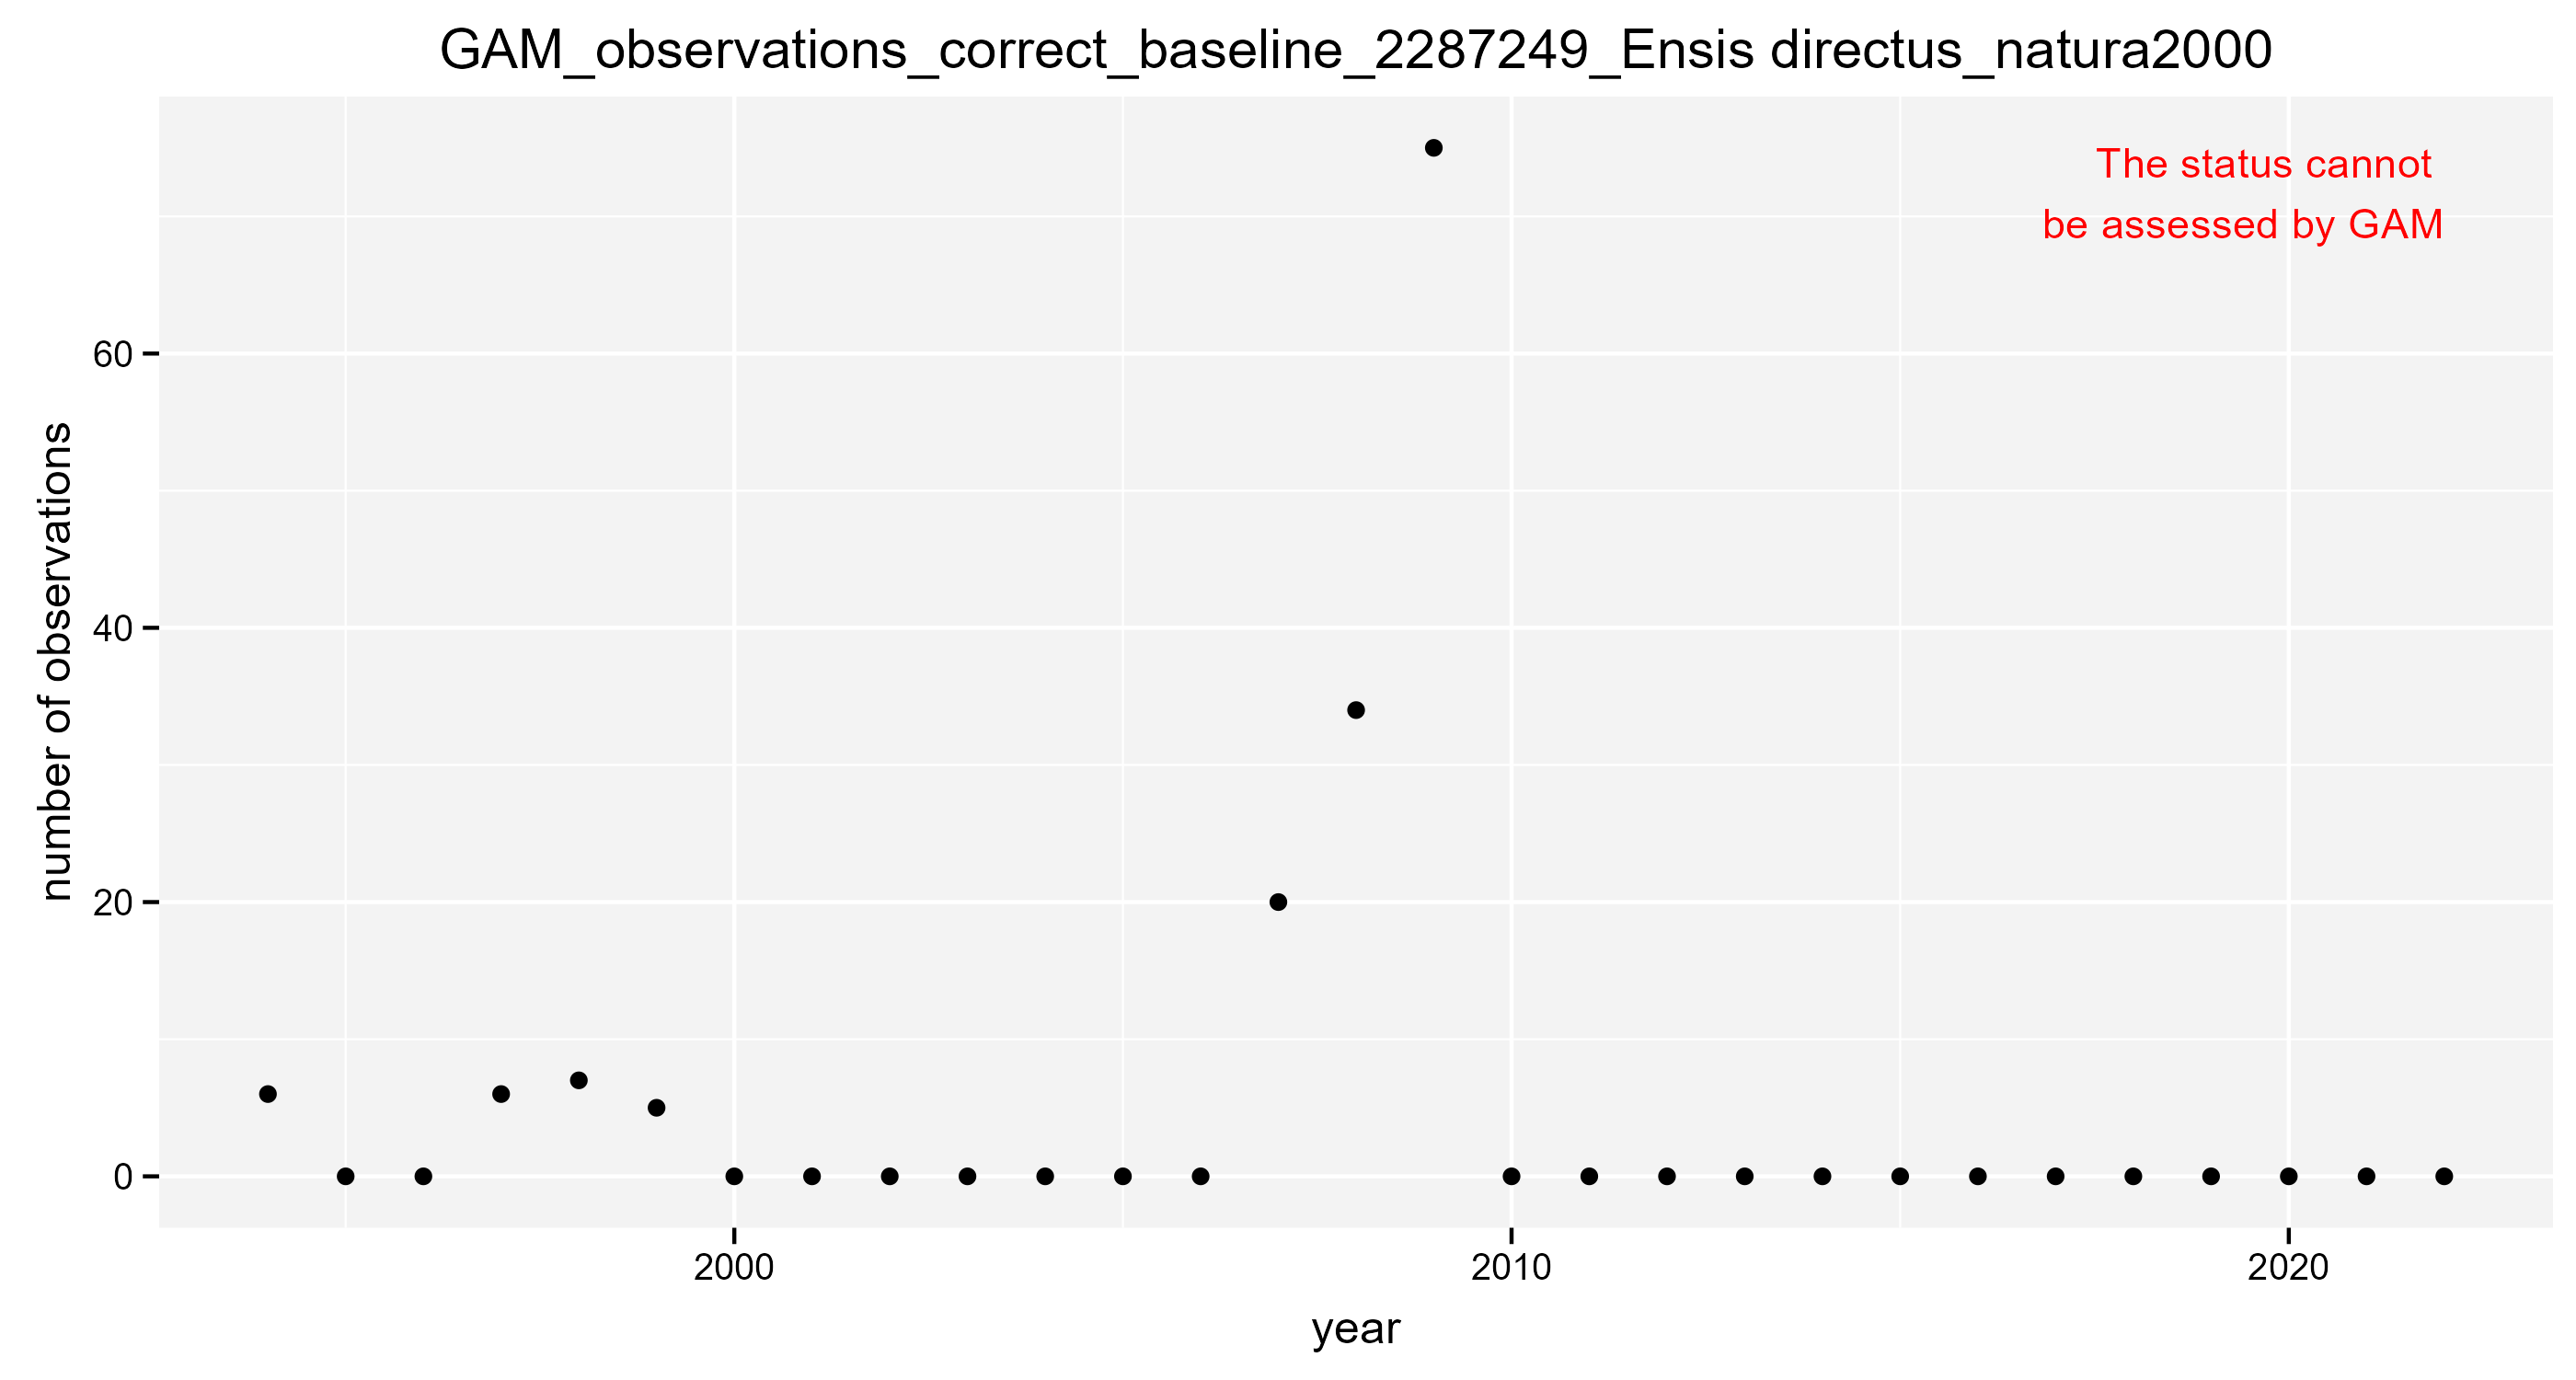 GAM_observations_correct_baseline_2287249_Ensis directus_natura2000
The status cannot
be assessed by GAM
60
40
20
0
number of observations
2000
2010
2020
year